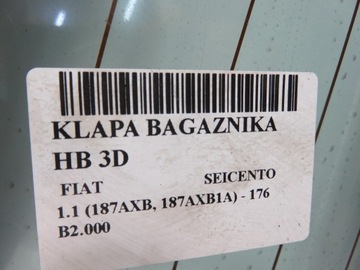 KLAPA BAGAZNIKA
HB 3D
FIAT SEICENTO
1.1 (187AXB, 187AXB1A) - 176
B2.000